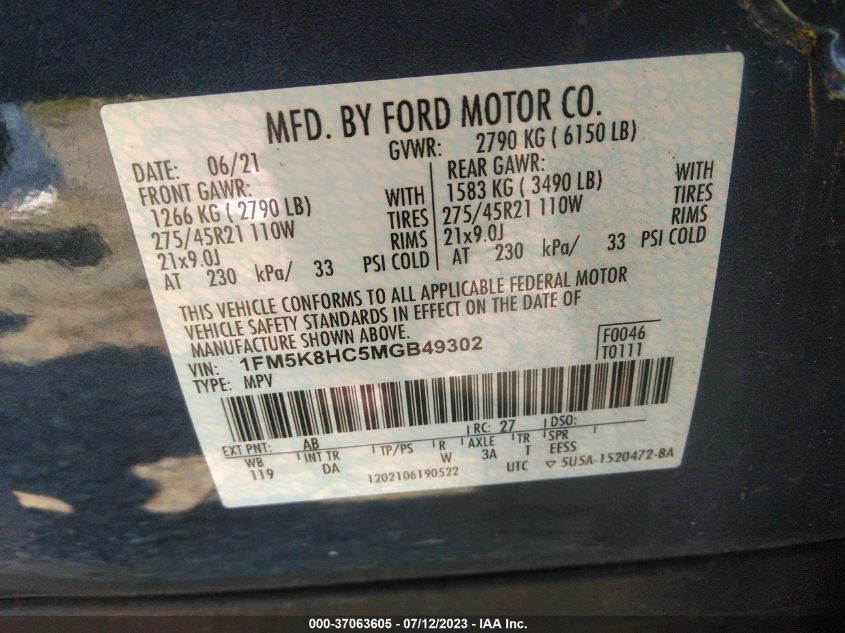 MFD. BY FORD MOTOR CO.
DATE: 06/21 GVWR: 2790 KG ( 6150 LB)
FRONT GAWR: REAR GAWR:
1266 KG ( 2790 LB) WITH 1583 KG ( 3490 LB) WITH
275/45R21 110W TIRES 275/45R21 110W TIRES
21x9.0J RIMS 21x9.0J RIMS
AT 230 kPa/ 33 PSI COLD AT 230 kPa/ 33 PSI COLD
THIS VEHICLE CONFORMS TO ALL APPLICABLE FEDERAL MOTOR
VEHICLE SAFETY STANDARDS IN EFFECT ON THE DATE OF
MANUFACTURE SHOWN ABOVE.
VIN: 1FM5K8HC5MGB49302 F0046
TYPE: MPV T0111
EXT PNT: AB RC: 27 DSO:
WB INT TR TP/PS R AXLE TR SPR
119 DA W 3A T EESS
1202106190522 UTC ▽ 5U5A-1520472-BA
000-37063605 - 07/12/2023 - IAA Inc.